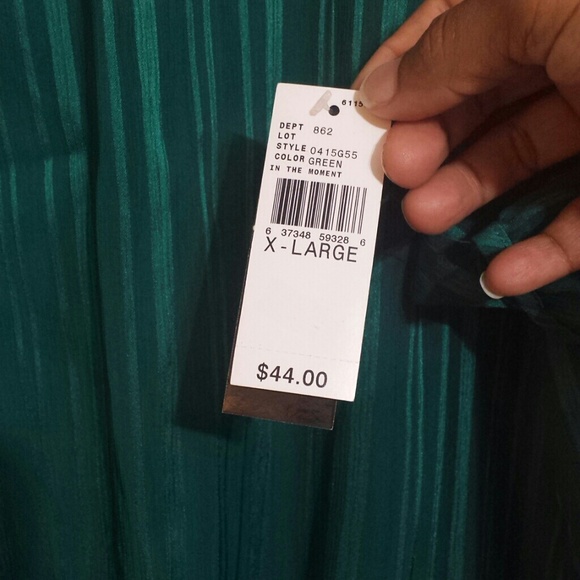 6115
DEPT 862
LOT
STYLE 0415G55
COLOR GREEN
IN THE MOMENT
6 37348 59328 6
X-LARGE
$44.00